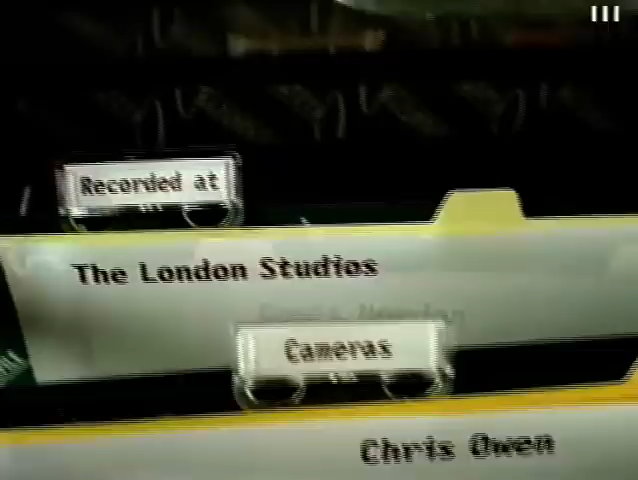 Recorded at
The London Studios
Cameras
Chris Owen